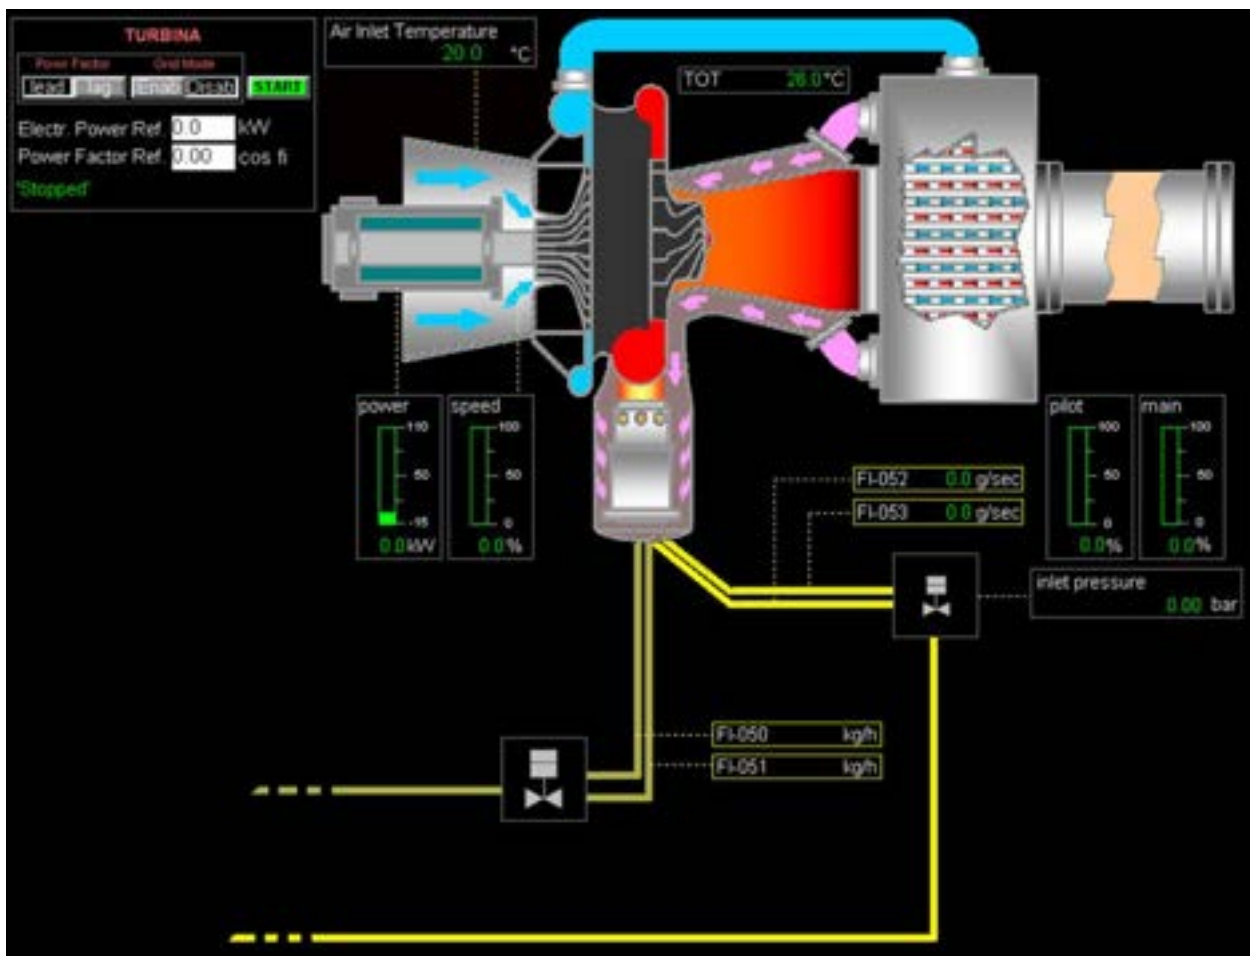 TURBINA
Power Factor Grid Mode
lead lag Enab Disab START
Electr. Power Ref. 0.0 kW
Power Factor Ref. 0.00 cos fi
'Stopped'
Air Inlet Temperature
20.0 °C
TOT 26.0 °C
power
110
50
-15
0.0 kW
speed
100
50
0
0.0 %
pilot
100
50
0
0.0 %
main
100
50
0
0.0 %
FI-052 0.0 g/sec
FI-053 0.0 g/sec
inlet pressure
0.00 bar
FI-050 kg/h
FI-051 kg/h